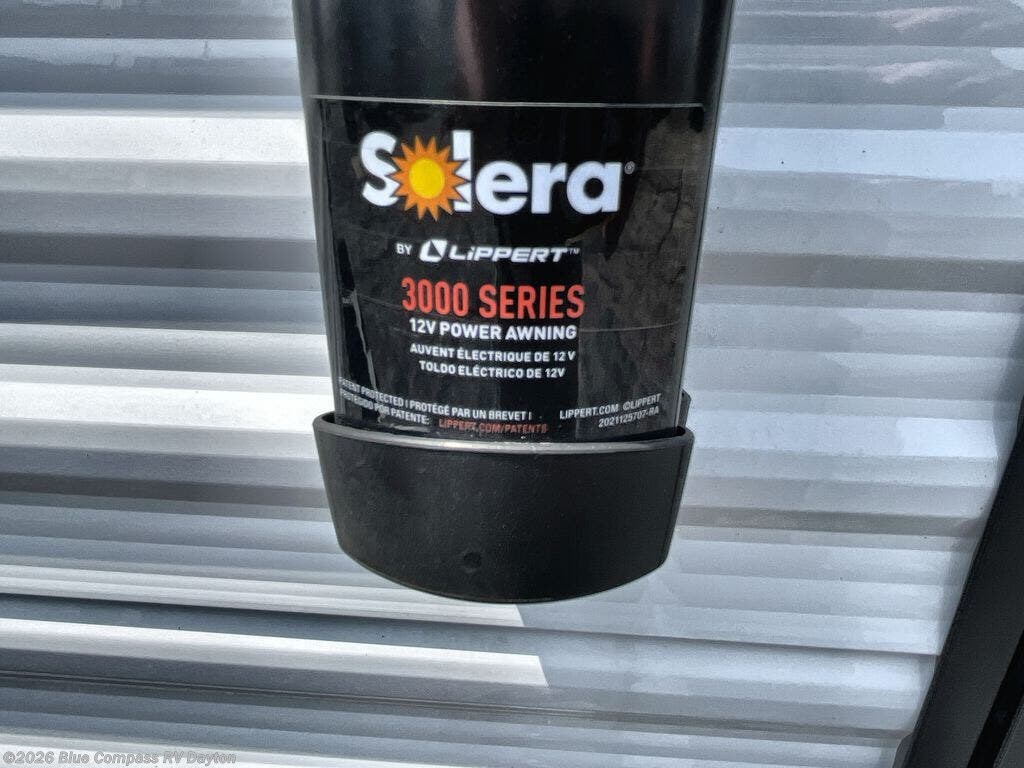 Solera®
BY LIPPERT™
3000 SERIES
12V POWER AWNING
AUVENT ÉLECTRIQUE DE 12 V
TOLDO ELÉCTRICO DE 12V
PATENT PROTECTED | PROTÉGÉ PAR UN BREVET |
PROTEGIDO POR PATENTE: LIPPERT.COM/PATENTS
LIPPERT.COM ©LIPPERT
2021125707-RA
©2026 Blue Compass RV Dayton